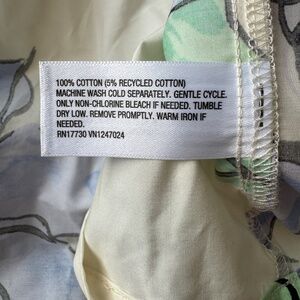 100% COTTON (5% RECYCLED COTTON)
MACHINE WASH COLD SEPARATELY. GENTLE CYCLE.
ONLY NON-CHLORINE BLEACH IF NEEDED. TUMBLE
DRY LOW. REMOVE PROMPTLY. WARM IRON IF
NEEDED.
RN17730 VN1247024